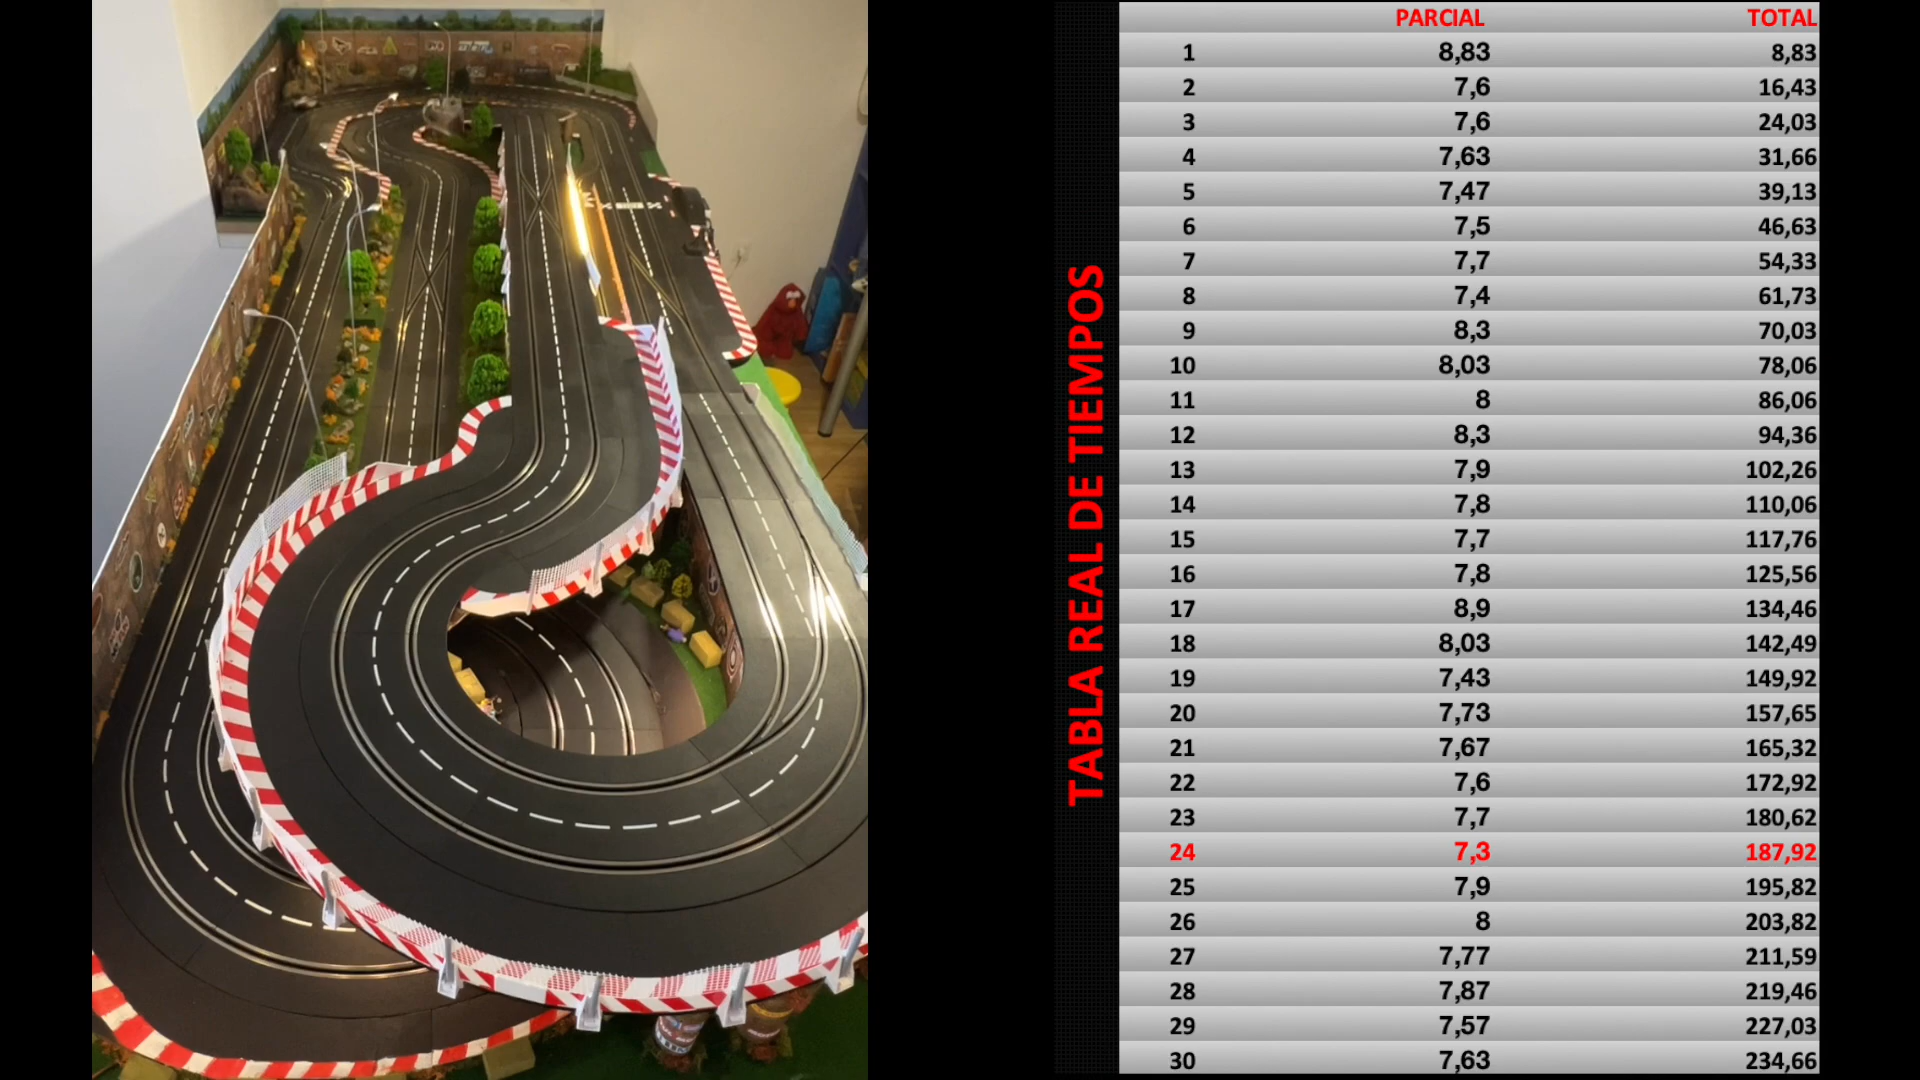 TABLA REAL DE TIEMPOS
PARCIAL TOTAL
1 8,83 8,83
2 7,6 16,43
3 7,6 24,03
4 7,63 31,66
5 7,47 39,13
6 7,5 46,63
7 7,7 54,33
8 7,4 61,73
9 8,3 70,03
10 8,03 78,06
11 8 86,06
12 8,3 94,36
13 7,9 102,26
14 7,8 110,06
15 7,7 117,76
16 7,8 125,56
17 8,9 134,46
18 8,03 142,49
19 7,43 149,92
20 7,73 157,65
21 7,67 165,32
22 7,6 172,92
23 7,7 180,62
24 7,3 187,92
25 7,9 195,82
26 8 203,82
27 7,77 211,59
28 7,87 219,46
29 7,57 227,03
30 7,63 234,66